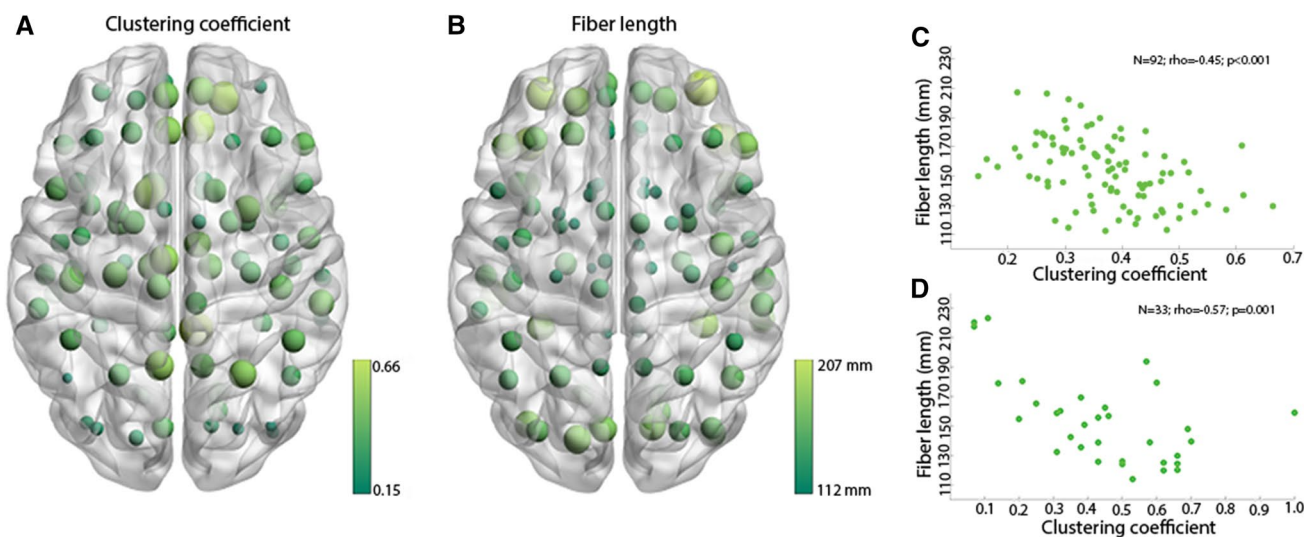 A
Clustering coefficient
0.66
0.15
B
Fiber length
207 mm
112 mm
C
N=92; rho=-0.45; p<0.001
Fiber length (mm)
230
210
190
170
150
130
110
0.2 0.3 0.4 0.5 0.6 0.7
Clustering coefficient
D
N=33; rho=-0.57; p=0.001
Fiber length (mm)
230
210
190
170
150
130
110
0.1 0.2 0.3 0.4 0.5 0.6 0.7 0.8 0.9 1.0
Clustering coefficient